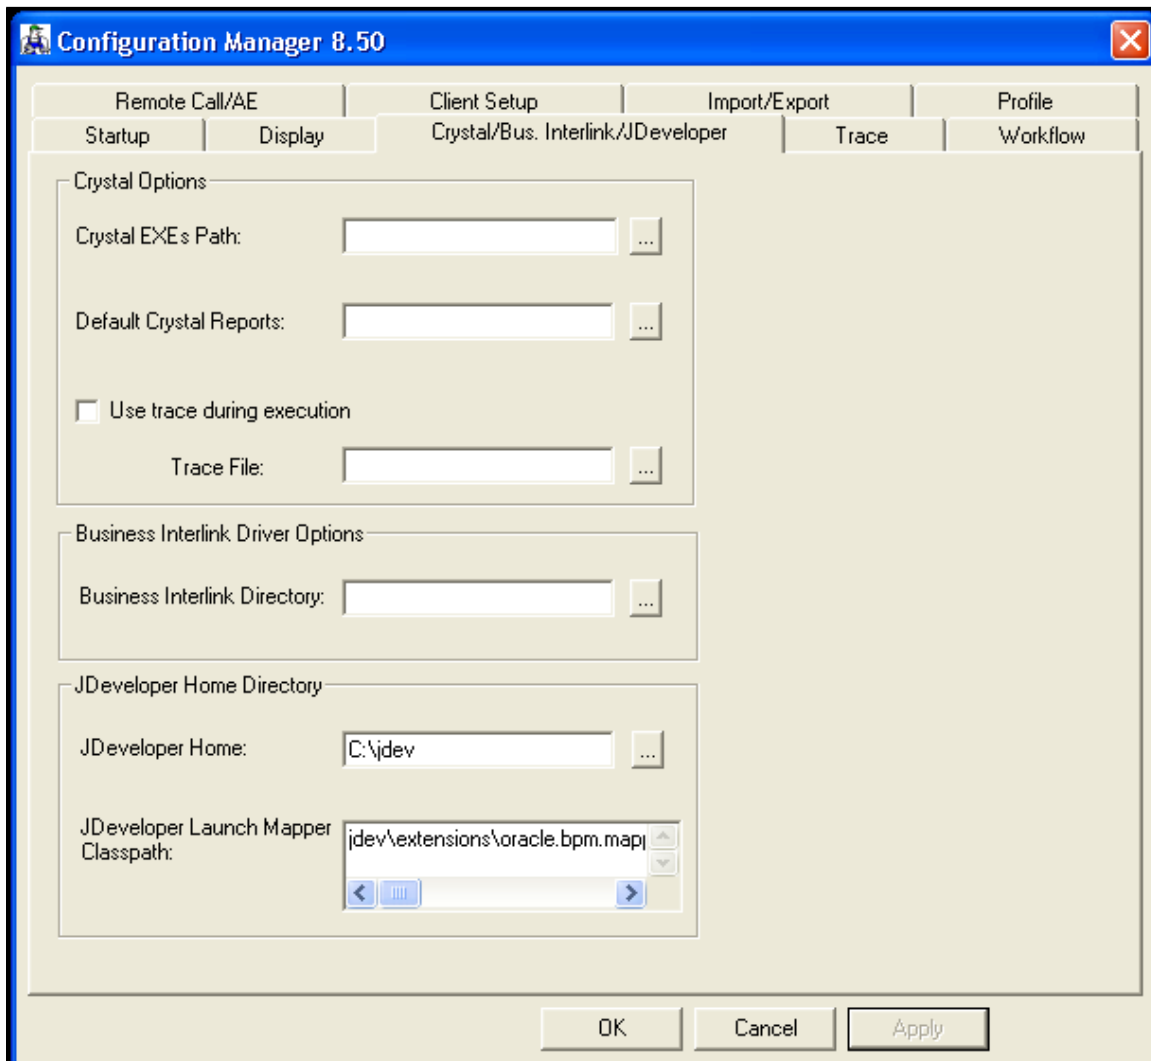 Configuration Manager 8.50
Remote Call/AE Client Setup Import/Export Profile
Startup Display Crystal/Bus. Interlink/JDeveloper Trace Workflow
Crystal Options
Crystal EXEs Path: ...
Default Crystal Reports: ...
Use trace during execution
Trace File: ...
Business Interlink Driver Options
Business Interlink Directory: ...
JDeveloper Home Directory
JDeveloper Home: C:\jdev ...
JDeveloper Launch Mapper
Classpath:
jdev\extensions\oracle.bpm.mapp
OK Cancel Apply